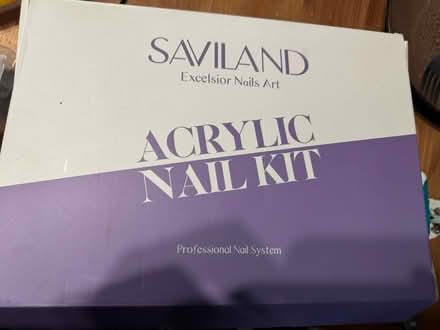 SAVILAND
Excelsior Nails Art
ACRYLIC
NAIL KIT
Professional Nail System